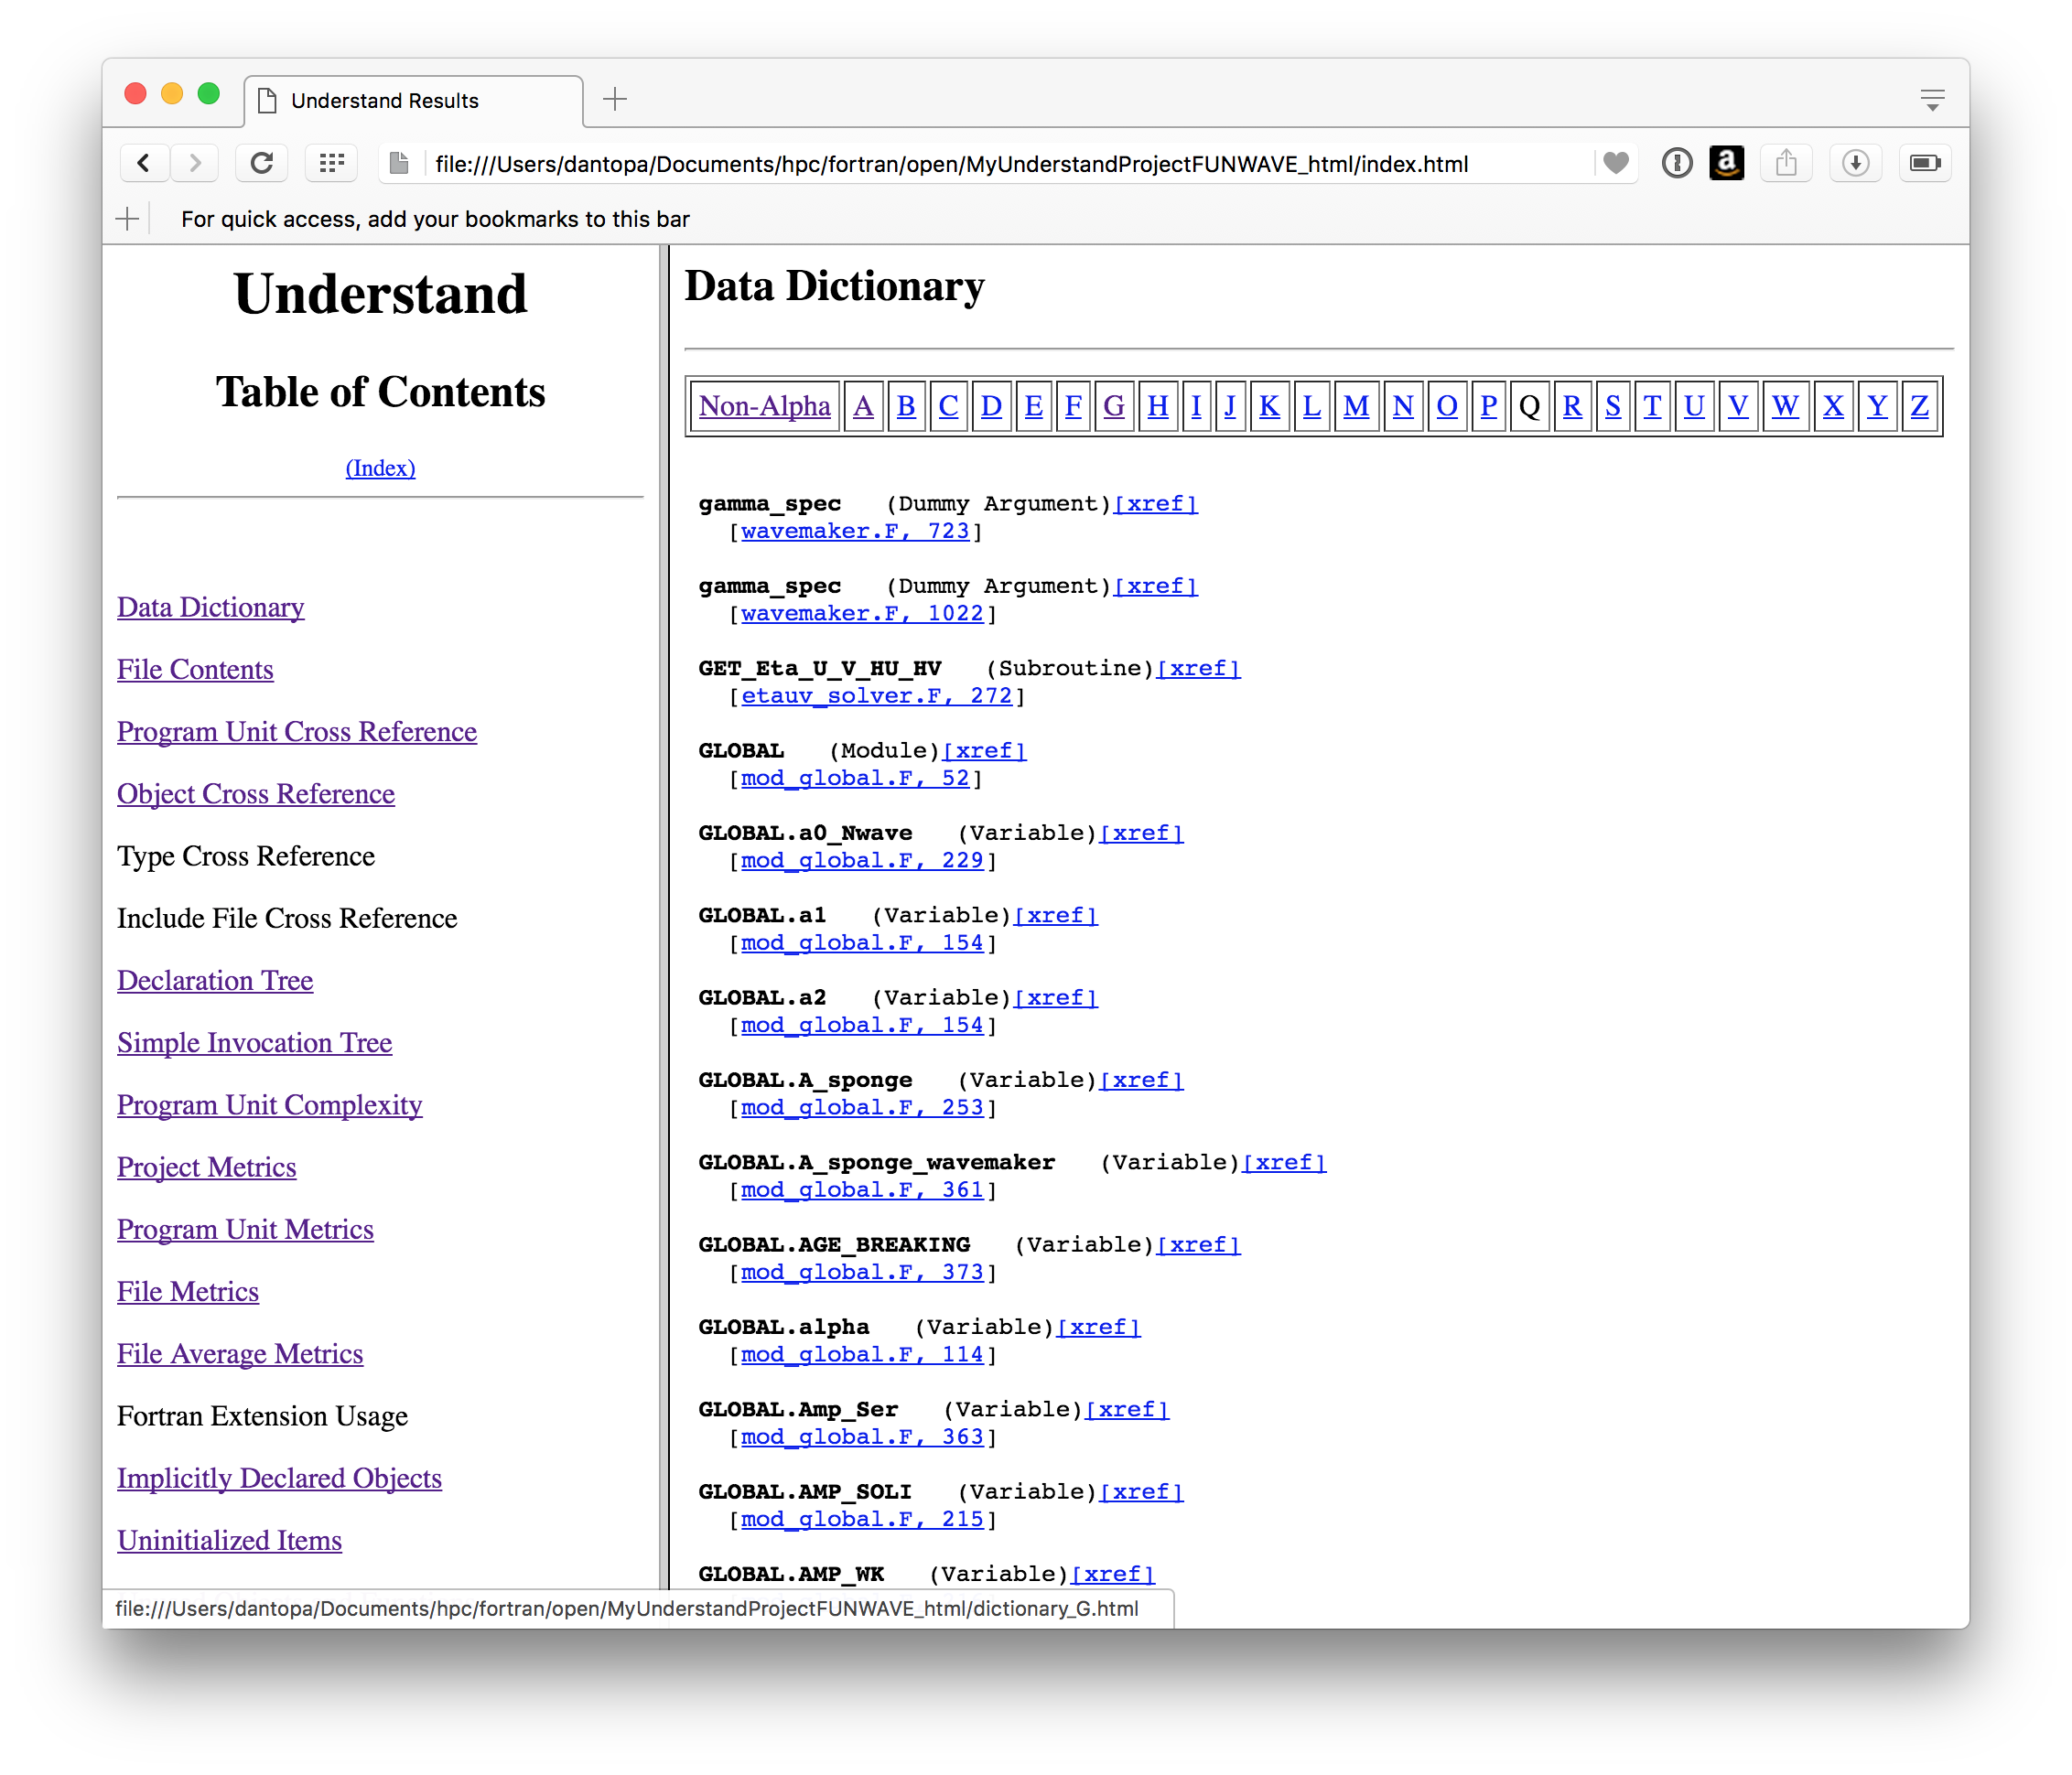 Understand Results
file:///Users/dantopa/Documents/hpc/fortran/open/MyUnderstandProjectFUNWAVE_html/index.html
For quick access, add your bookmarks to this bar
Understand
Table of Contents
(Index)
Data Dictionary
File Contents
Program Unit Cross Reference
Object Cross Reference
Type Cross Reference
Include File Cross Reference
Declaration Tree
Simple Invocation Tree
Program Unit Complexity
Project Metrics
Program Unit Metrics
File Metrics
File Average Metrics
Fortran Extension Usage
Implicitly Declared Objects
Uninitialized Items
Data Dictionary
Non-Alpha A B C D E F G H I J K L M N O P Q R S T U V W X Y Z
gamma_spec (Dummy Argument)[xref]
[wavemaker.F, 723]
gamma_spec (Dummy Argument)[xref]
[wavemaker.F, 1022]
GET_Eta_U_V_HU_HV (Subroutine)[xref]
[etauv_solver.F, 272]
GLOBAL (Module)[xref]
[mod_global.F, 52]
GLOBAL.a0_Nwave (Variable)[xref]
[mod_global.F, 229]
GLOBAL.a1 (Variable)[xref]
[mod_global.F, 154]
GLOBAL.a2 (Variable)[xref]
[mod_global.F, 154]
GLOBAL.A_sponge (Variable)[xref]
[mod_global.F, 253]
GLOBAL.A_sponge_wavemaker (Variable)[xref]
[mod_global.F, 361]
GLOBAL.AGE_BREAKING (Variable)[xref]
[mod_global.F, 373]
GLOBAL.alpha (Variable)[xref]
[mod_global.F, 114]
GLOBAL.Amp_Ser (Variable)[xref]
[mod_global.F, 363]
GLOBAL.AMP_SOLI (Variable)[xref]
[mod_global.F, 215]
GLOBAL.AMP_WK (Variable)[xref]
file:///Users/dantopa/Documents/hpc/fortran/open/MyUnderstandProjectFUNWAVE_html/dictionary_G.html